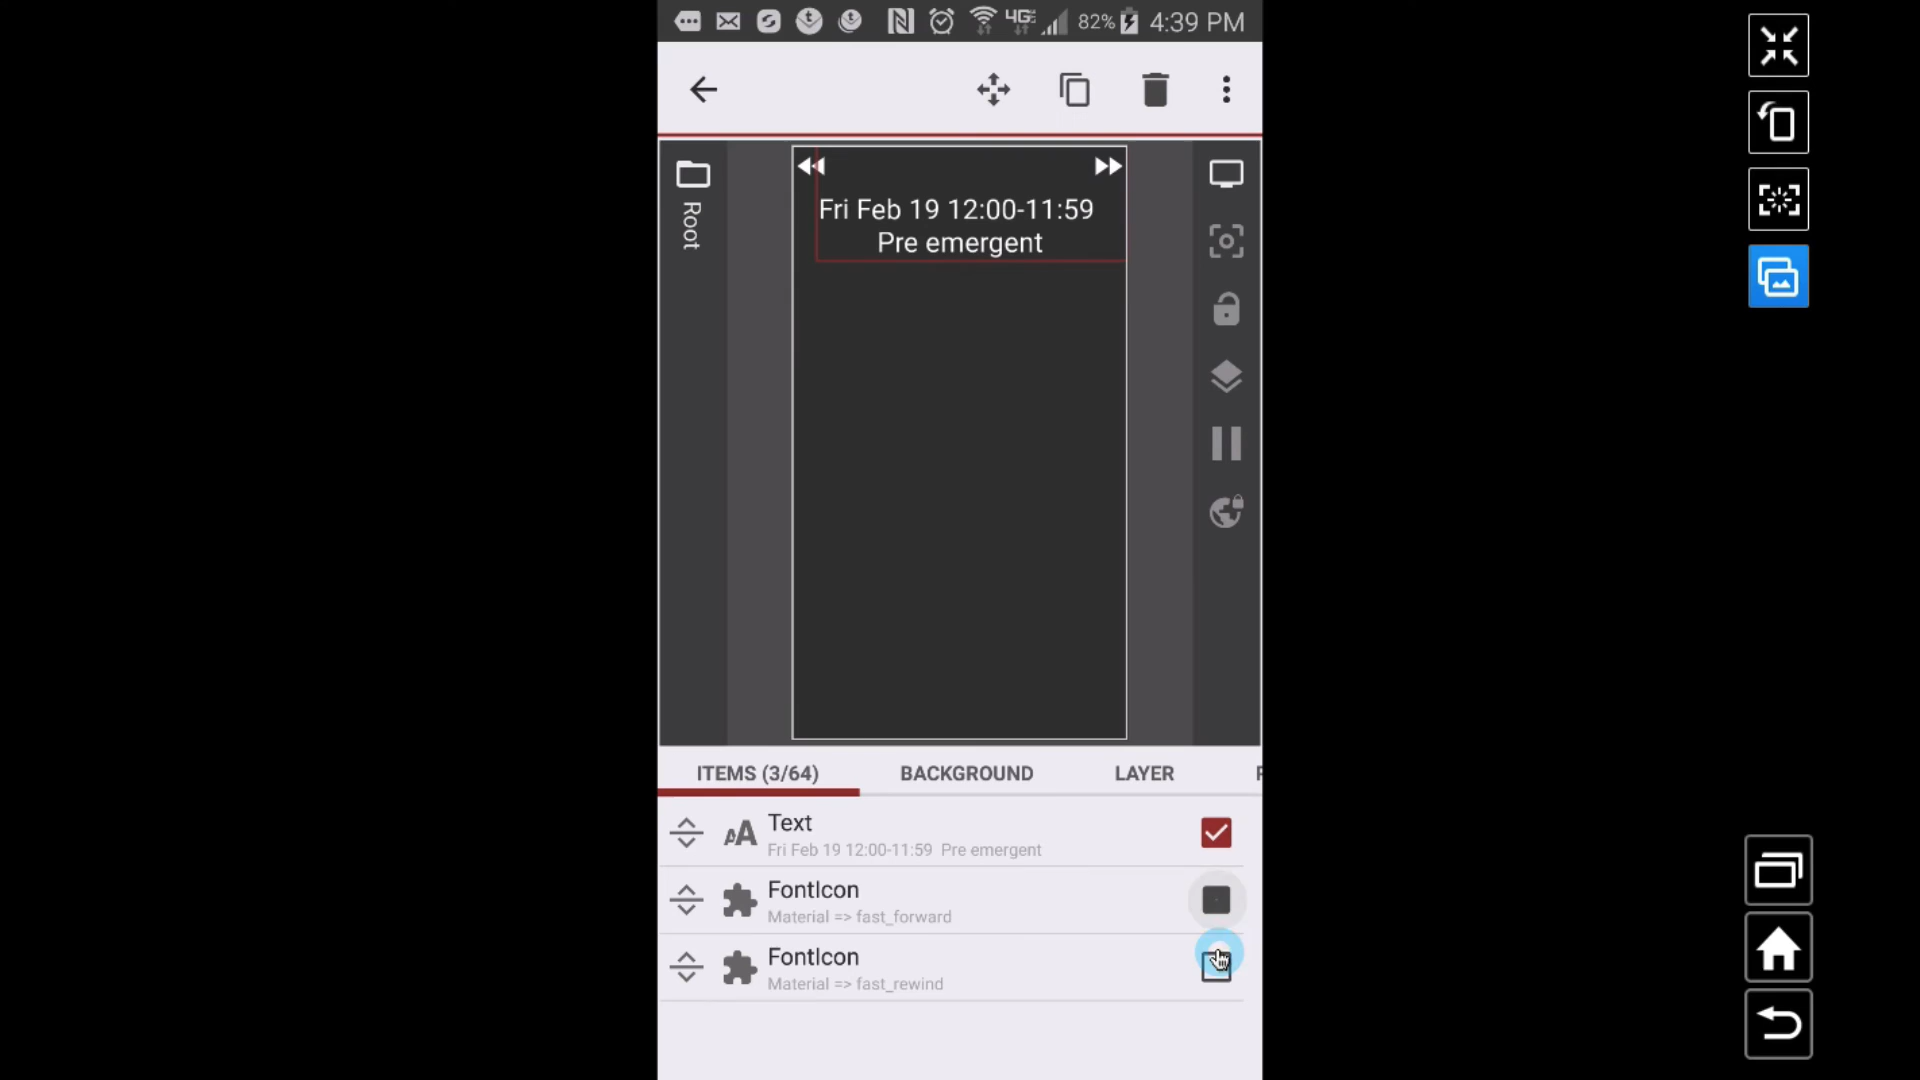 4G
82%
4:39 PM
Root
Fri Feb 19 12:00-11:59
Pre emergent
ITEMS (3/64)
BACKGROUND
LAYER
Text
Fri Feb 19 12:00-11:59 Pre emergent
FontIcon
Material => fast_forward
FontIcon
Material => fast_rewind